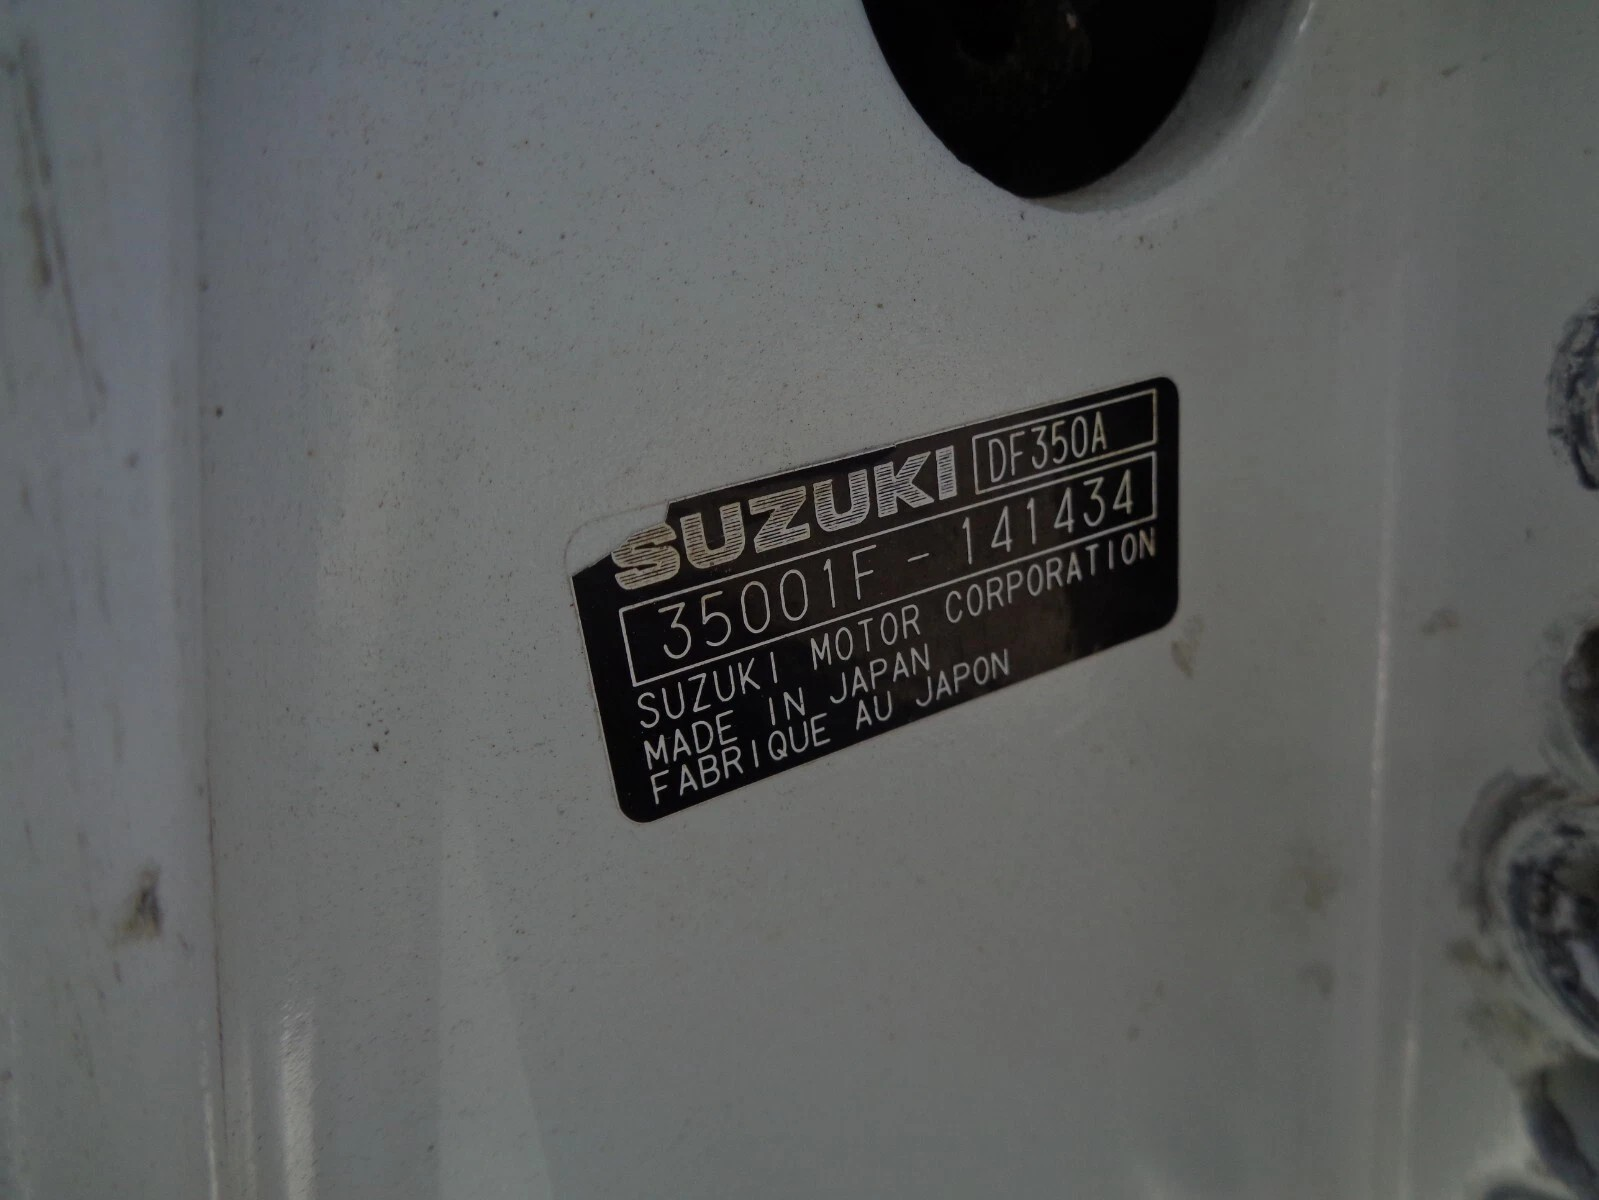 SUZUKI DF350A
35001F-141434
SUZUKI MOTOR CORPORATION
MADE IN JAPAN
FABRIQUE AU JAPON